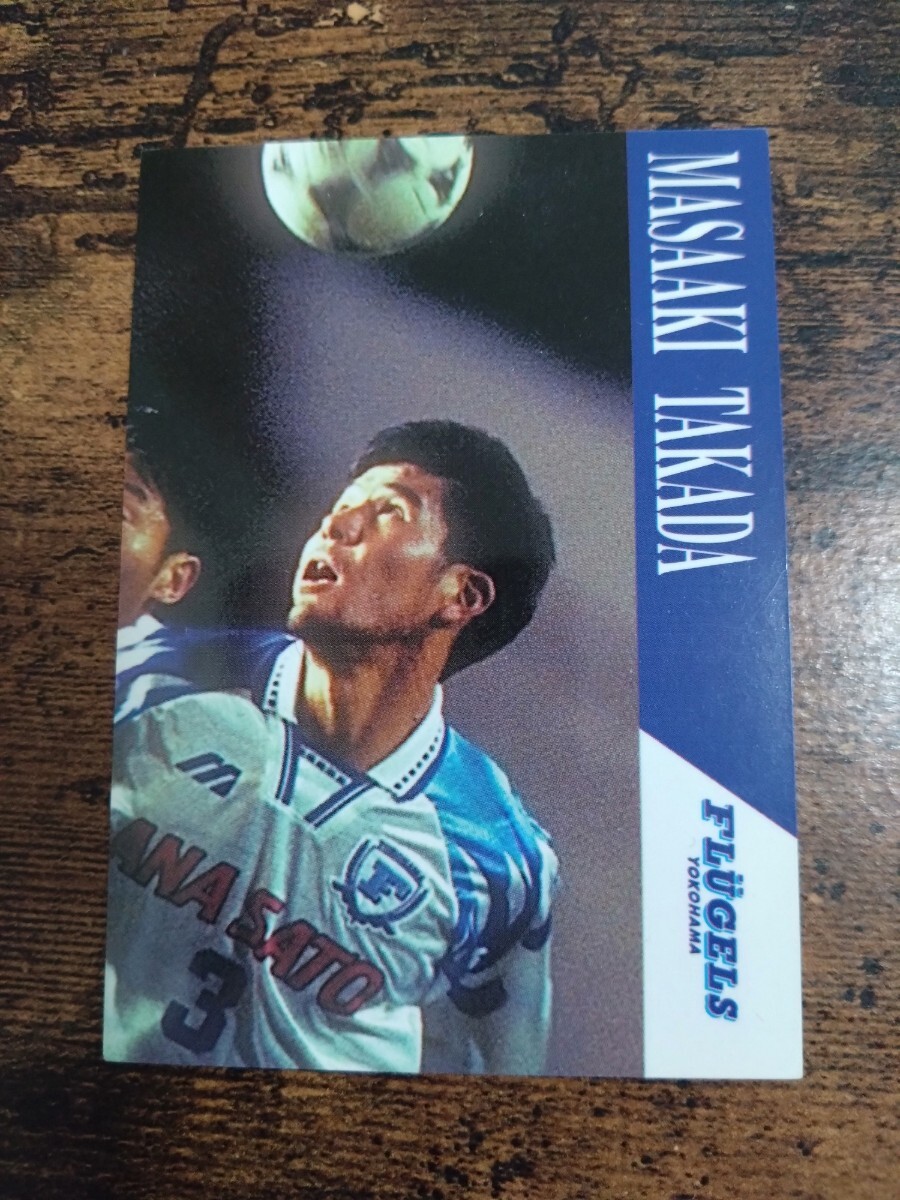 MASAAKI TAKADA
FLÜGELS
YOKOHAMA
F
ANA SATO
3